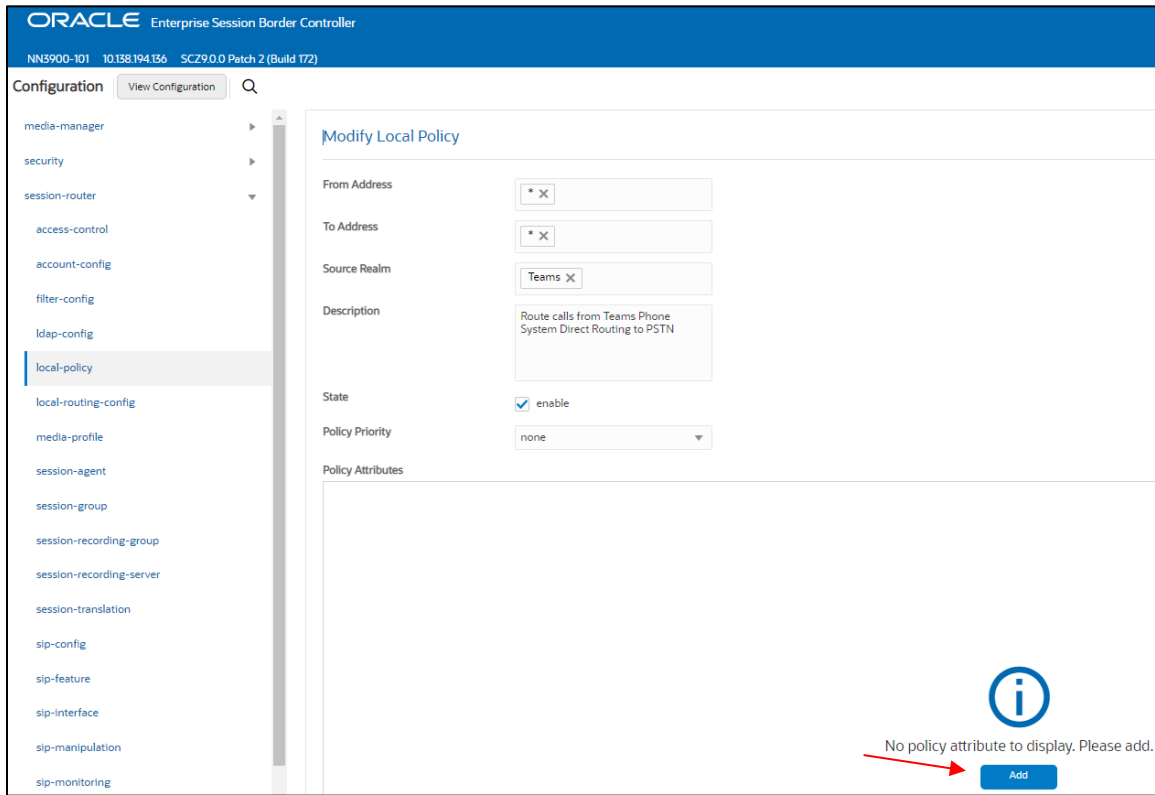 ORACLE Enterprise Session Border Controller
NN3900-101 10.138.194.136 SCZ9.0.0 Patch 2 (Build 172)
Configuration View Configuration
media-manager
security
session-router
access-control
account-config
filter-config
ldap-config
local-policy
local-routing-config
media-profile
session-agent
session-group
session-recording-group
session-recording-server
session-translation
sip-config
sip-feature
sip-interface
sip-manipulation
sip-monitoring
Modify Local Policy
From Address
* X
To Address
* X
Source Realm
Teams X
Description
Route calls from Teams Phone
System Direct Routing to PSTN
State
enable
Policy Priority
none
Policy Attributes
No policy attribute to display. Please add.
Add